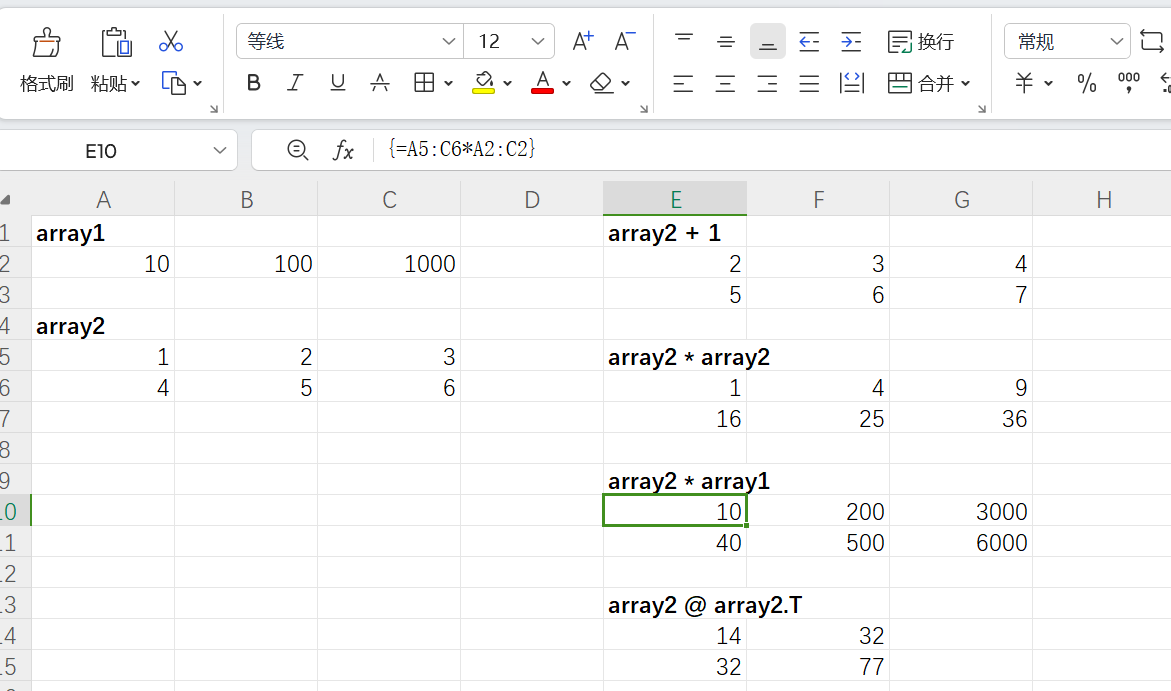 等线 12 A+ A- 换行 常规
格式刷 粘贴 B I U A A 合并 % 000
E10 fx {=A5:C6*A2:C2}
A B C D E F G H
1 array1 array2 + 1
2 10 100 1000 2 3 4
3 5 6 7
4 array2
5 1 2 3 array2 * array2
6 4 5 6 1 4 9
7 16 25 36
8
9 array2 * array1
10 10 200 3000
11 40 500 6000
12
13 array2 @ array2.T
14 14 32
15 32 77